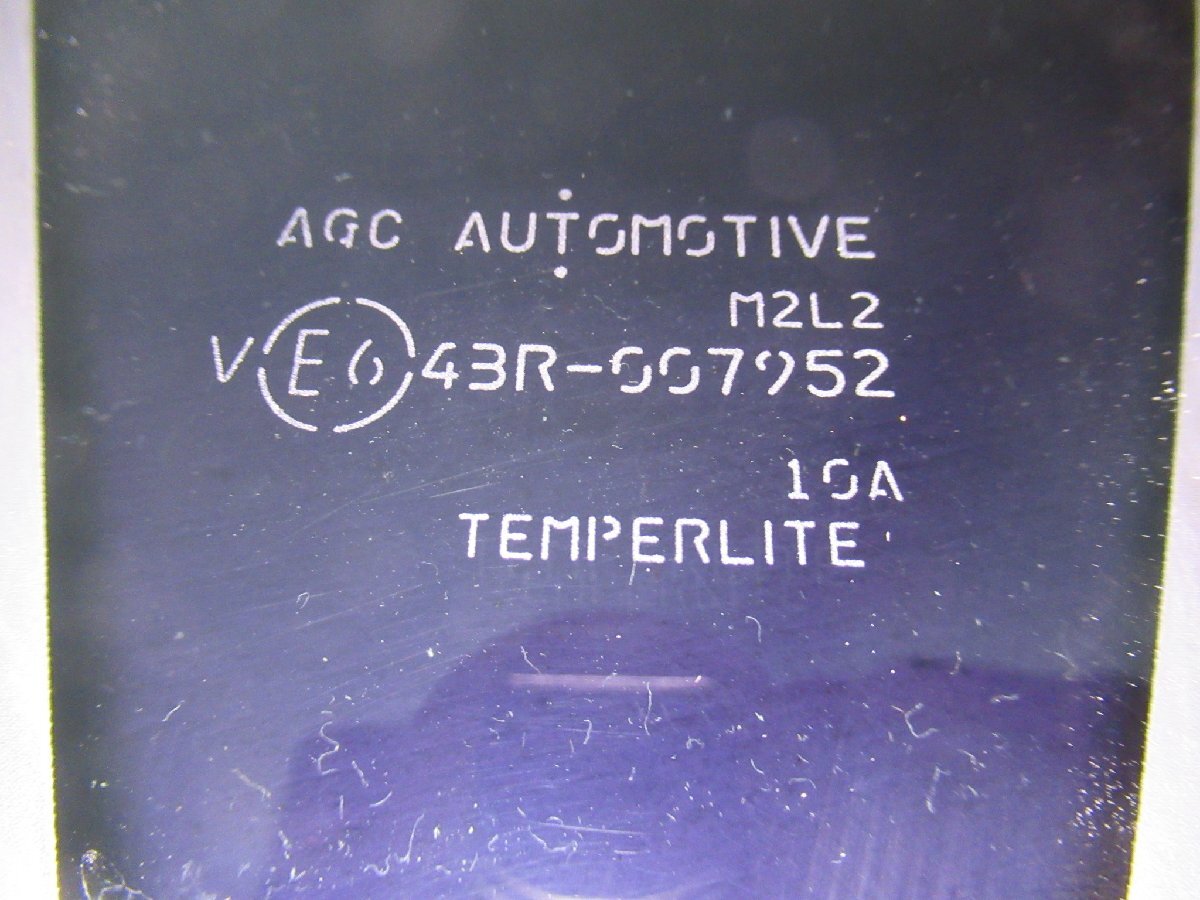 AGC AUTOMOTIVE
M2L2
V E6 43R-007952
10A
TEMPERLITE